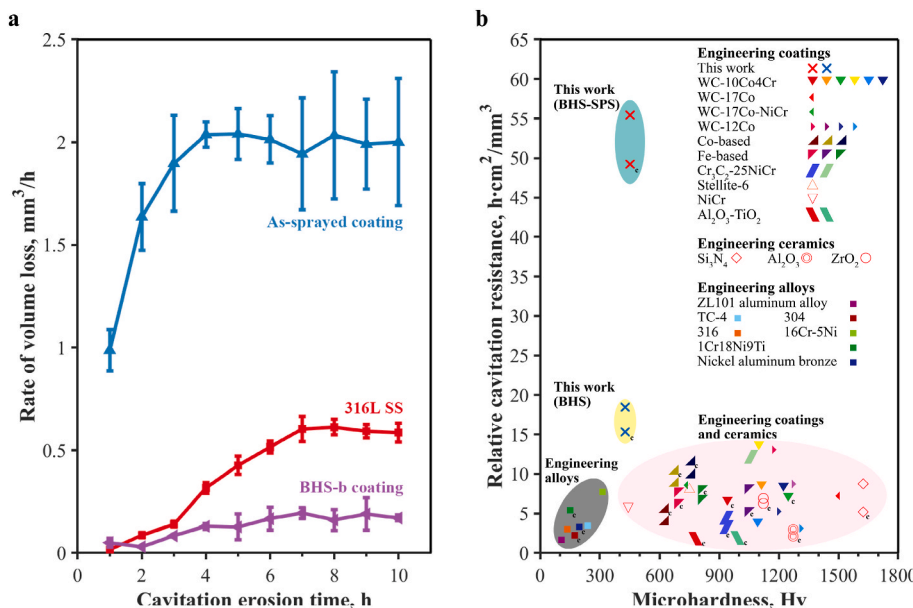 a
2.5
2
1.5
1
0.5
0
0
2
4
6
8
10
Rate of volume loss, mm³/h
Cavitation erosion time, h
As-sprayed coating
316L SS
BHS-b coating
b
65
60
55
50
45
40
35
30
25
20
15
10
5
0
0
300
600
900
1200
1500
1800
Relative cavitation resistance, h·cm²/mm³
Microhardness, Hv
This work
(BHS-SPS)
c
This work
(BHS)
c
Engineering
alloys
Engineering coatings
and ceramics
Engineering coatings
This work
WC-10Co4Cr
WC-17Co
WC-17Co-NiCr
WC-12Co
Co-based
Fe-based
Cr₃C₂-25NiCr
Stellite-6
NiCr
Al₂O₃-TiO₂
Engineering ceramics
Si₃N₄ Al₂O₃ ZrO₂
Engineering alloys
ZL101 aluminum alloy
TC-4 304
316 16Cr-5Ni
1Cr18Ni9Ti
Nickel aluminum bronze